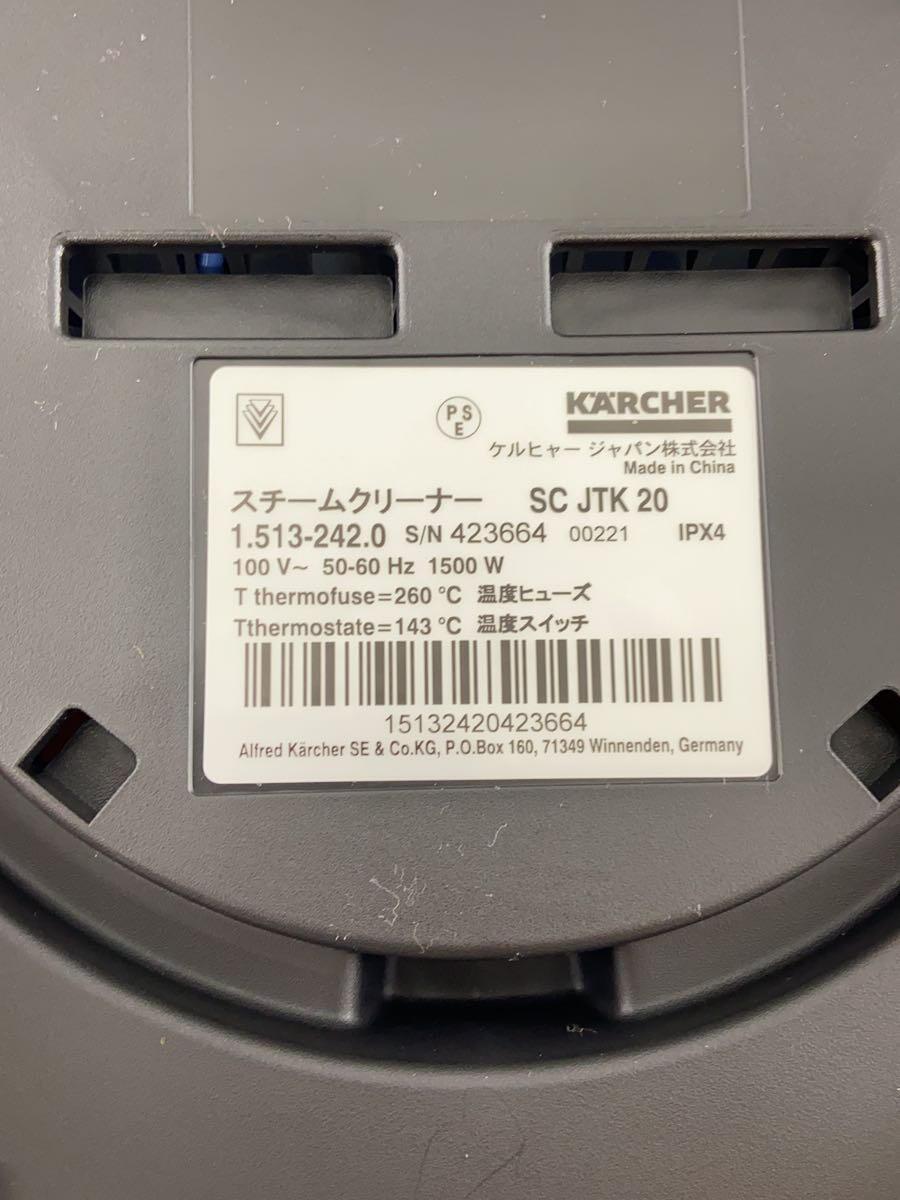 PSE
KÄRCHER
ケルヒャー ジャパン株式会社
Made in China
スチームクリーナー SC JTK 20
1.513-242.0 S/N 423664 00221 IPX4
100 V~ 50-60 Hz 1500 W
T thermofuse=260 °C 温度ヒューズ
Tthermostate=143 °C 温度スイッチ
15132420423664
Alfred Kärcher SE & Co.KG, P.O.Box 160, 71349 Winnenden, Germany